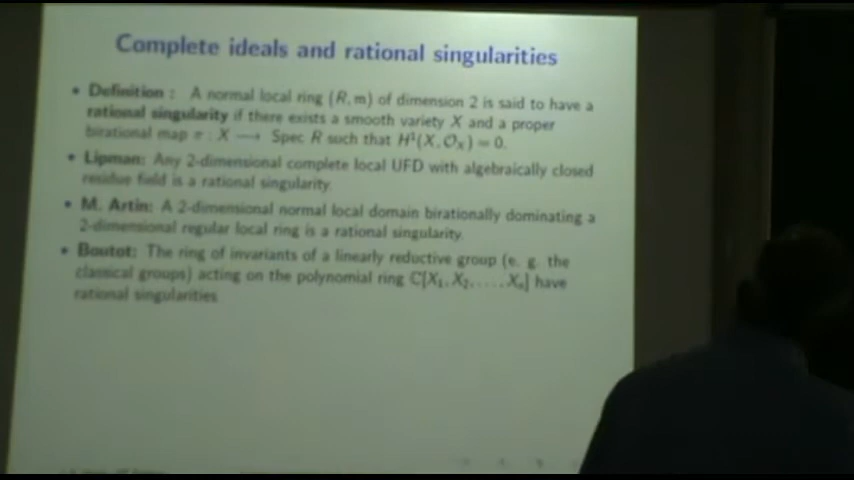 Complete ideals and rational singularities
• Definition : A normal local ring (R, m) of dimension 2 is said to have a
rational singularity if there exists a smooth variety X and a proper
birational map π : X ⟶ Spec R such that H¹(X, O_X) = 0.
• Lipman: Any 2-dimensional complete local UFD with algebraically closed
residue field is a rational singularity.
• M. Artin: A 2-dimensional normal local domain birationally dominating a
2-dimensional regular local ring is a rational singularity.
• Boutot: The ring of invariants of a linearly reductive group (e. g. the
classical groups) acting on the polynomial ring C[X₁, X₂, . . . , Xₙ] have
rational singularities